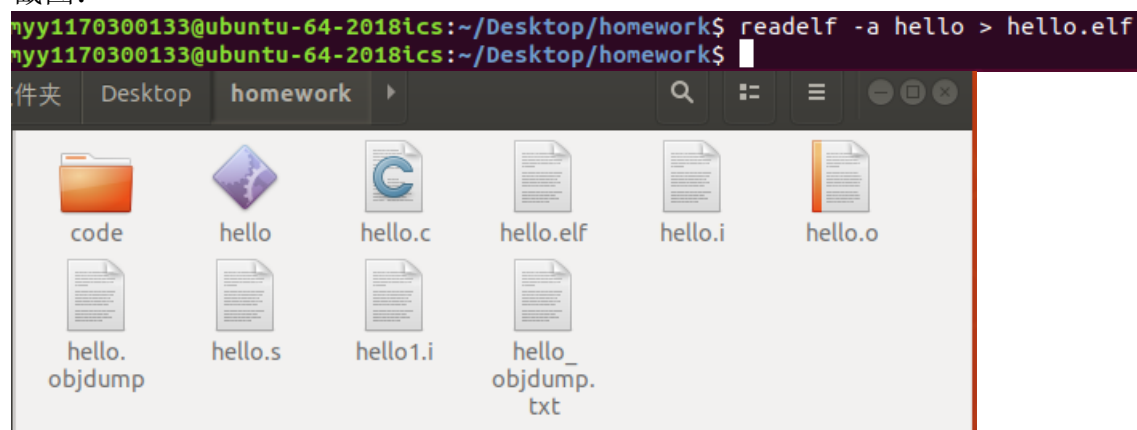 myy1170300133@ubuntu-64-2018ics:~/Desktop/homework$ readelf -a hello > hello.elf
myy1170300133@ubuntu-64-2018ics:~/Desktop/homework$
件夹 Desktop homework
code hello hello.c hello.elf hello.i hello.o
hello. hello.s hello1.i hello_
objdump objdump.
txt